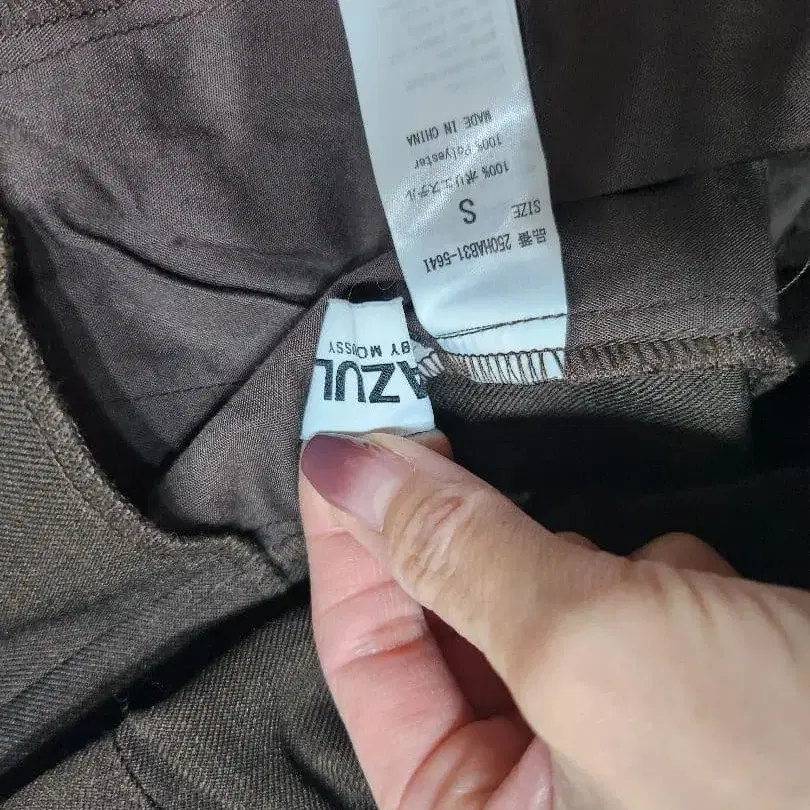 AZUL
BY MOUSSY
品番 250HAB31-564I
SIZE
S
100% ポリエステル
100% Polyester
MADE IN CHINA